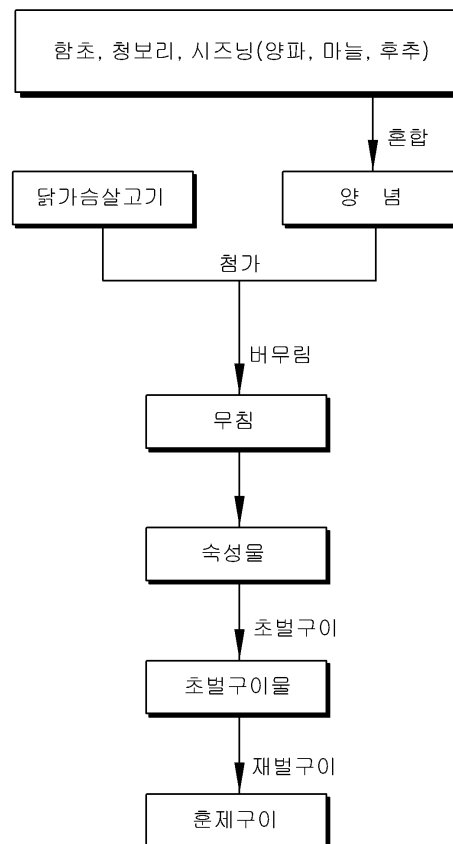 함초, 청보리, 시즈닝(양파, 마늘, 후추)
혼합
닭가슴살고기
양 념
첨가
버무림
무침
숙성물
초벌구이
초벌구이물
재벌구이
훈제구이